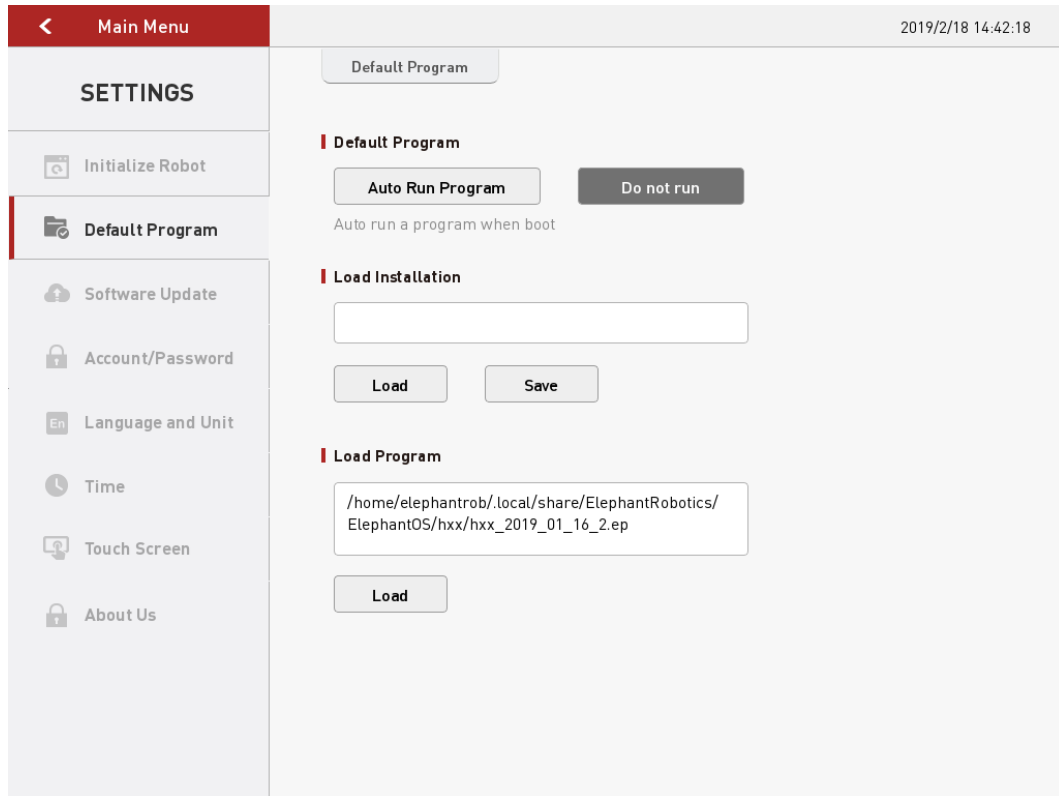 Main Menu
2019/2/18 14:42:18
SETTINGS
Initialize Robot
Default Program
Software Update
Account/Password
En
Language and Unit
Time
Touch Screen
About Us
Default Program
Default Program
Auto Run Program
Do not run
Auto run a program when boot
Load Installation
Load
Save
Load Program
/home/elephantrob/.local/share/ElephantRobotics/
ElephantOS/hxx/hxx_2019_01_16_2.ep
Load